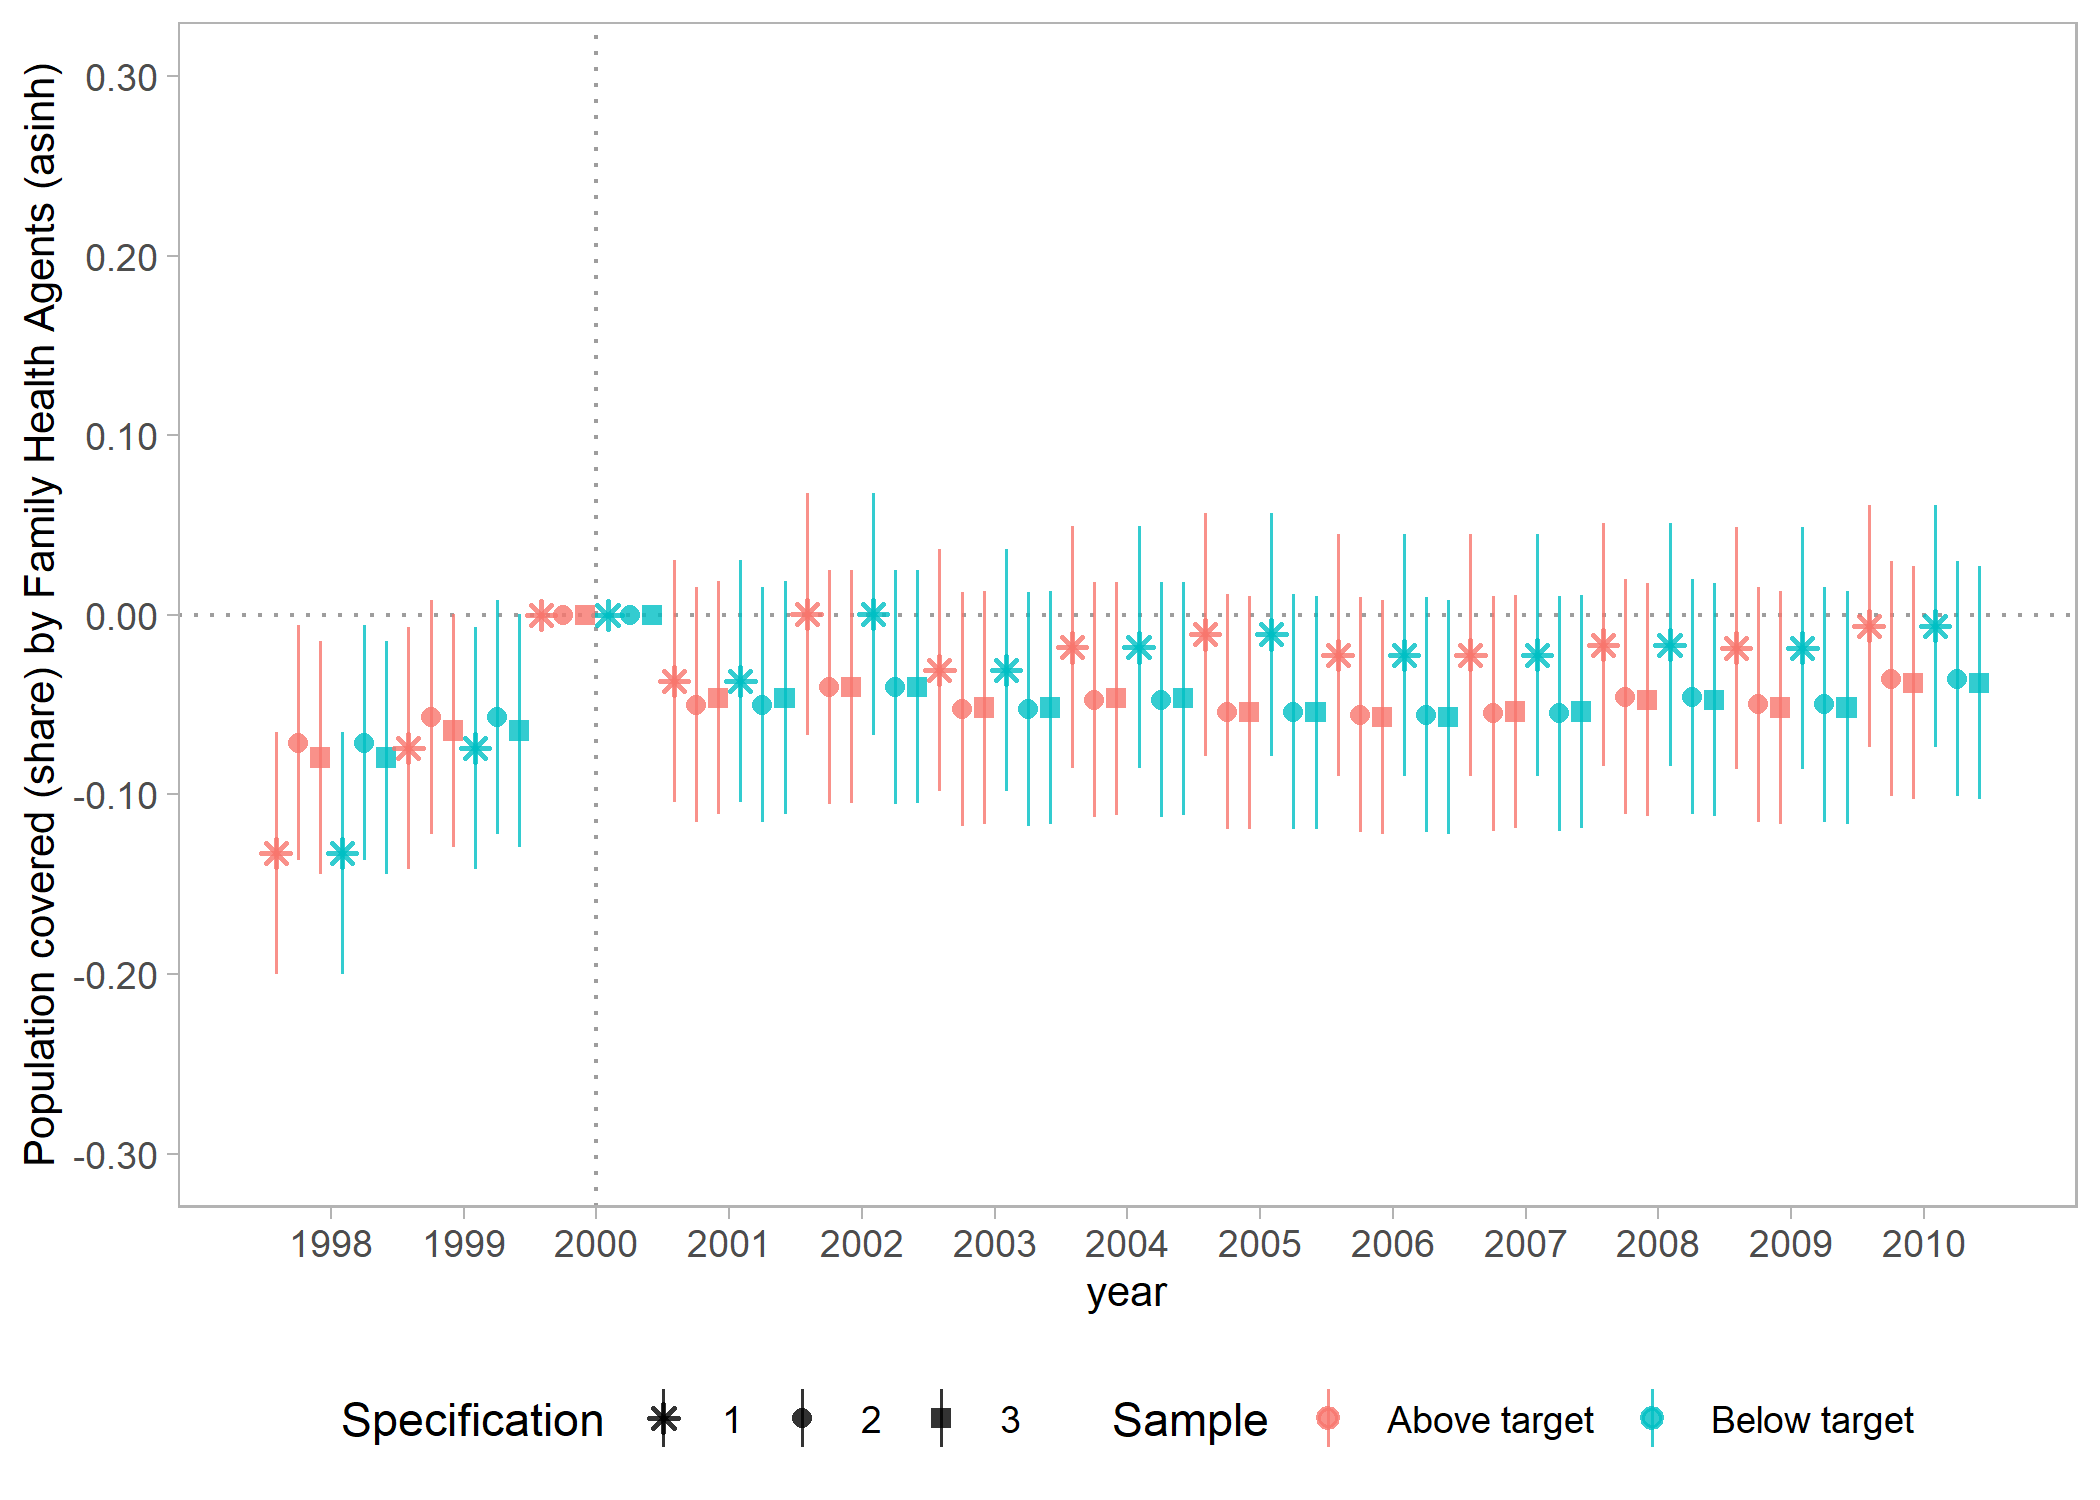 Population covered (share) by Family Health Agents (asinh)
0.30
0.20
0.10
0.00
-0.10
-0.20
-0.30
1998 1999 2000 2001 2002 2003 2004 2005 2006 2007 2008 2009 2010
year
Specification 1 2 3 Sample Above target Below target